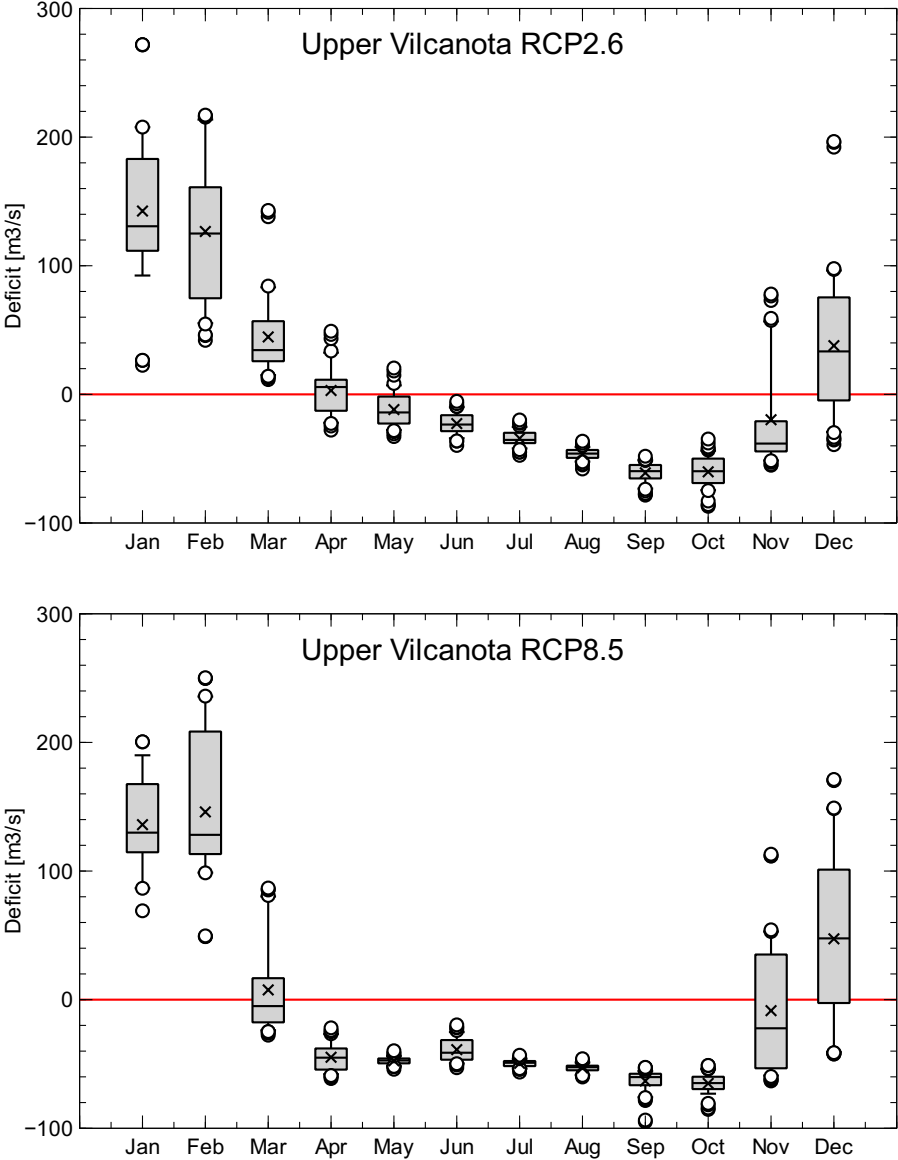 Upper Vilcanota RCP2.6
Deficit [m3/s]
300
200
100
0
−100
Jan Feb Mar Apr May Jun Jul Aug Sep Oct Nov Dec
Upper Vilcanota RCP8.5
Deficit [m3/s]
300
200
100
0
−100
Jan Feb Mar Apr May Jun Jul Aug Sep Oct Nov Dec